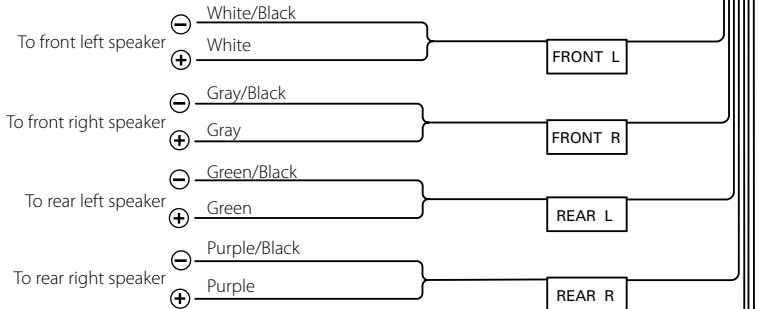 White/Black
To front left speaker
White
FRONT L
Gray/Black
To front right speaker
Gray
FRONT R
Green/Black
To rear left speaker
Green
REAR L
Purple/Black
To rear right speaker
Purple
REAR R